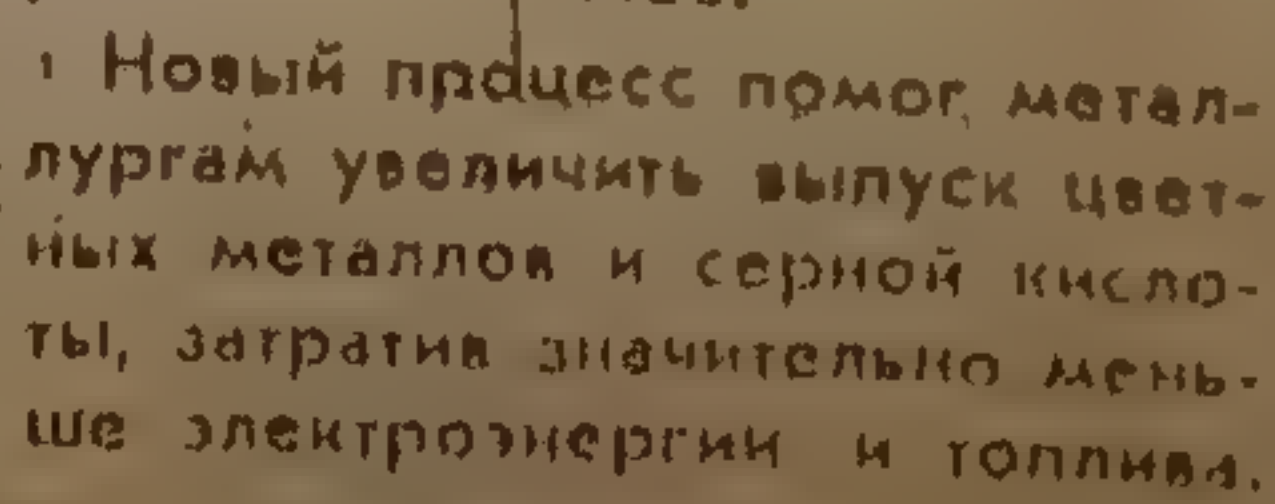 Новый процесс помог метал-
лургам увеличить выпуск цвет-
ных металлов и серной кисло-
ты, затратив значительно мень-
ше электроэнергии и топлива.